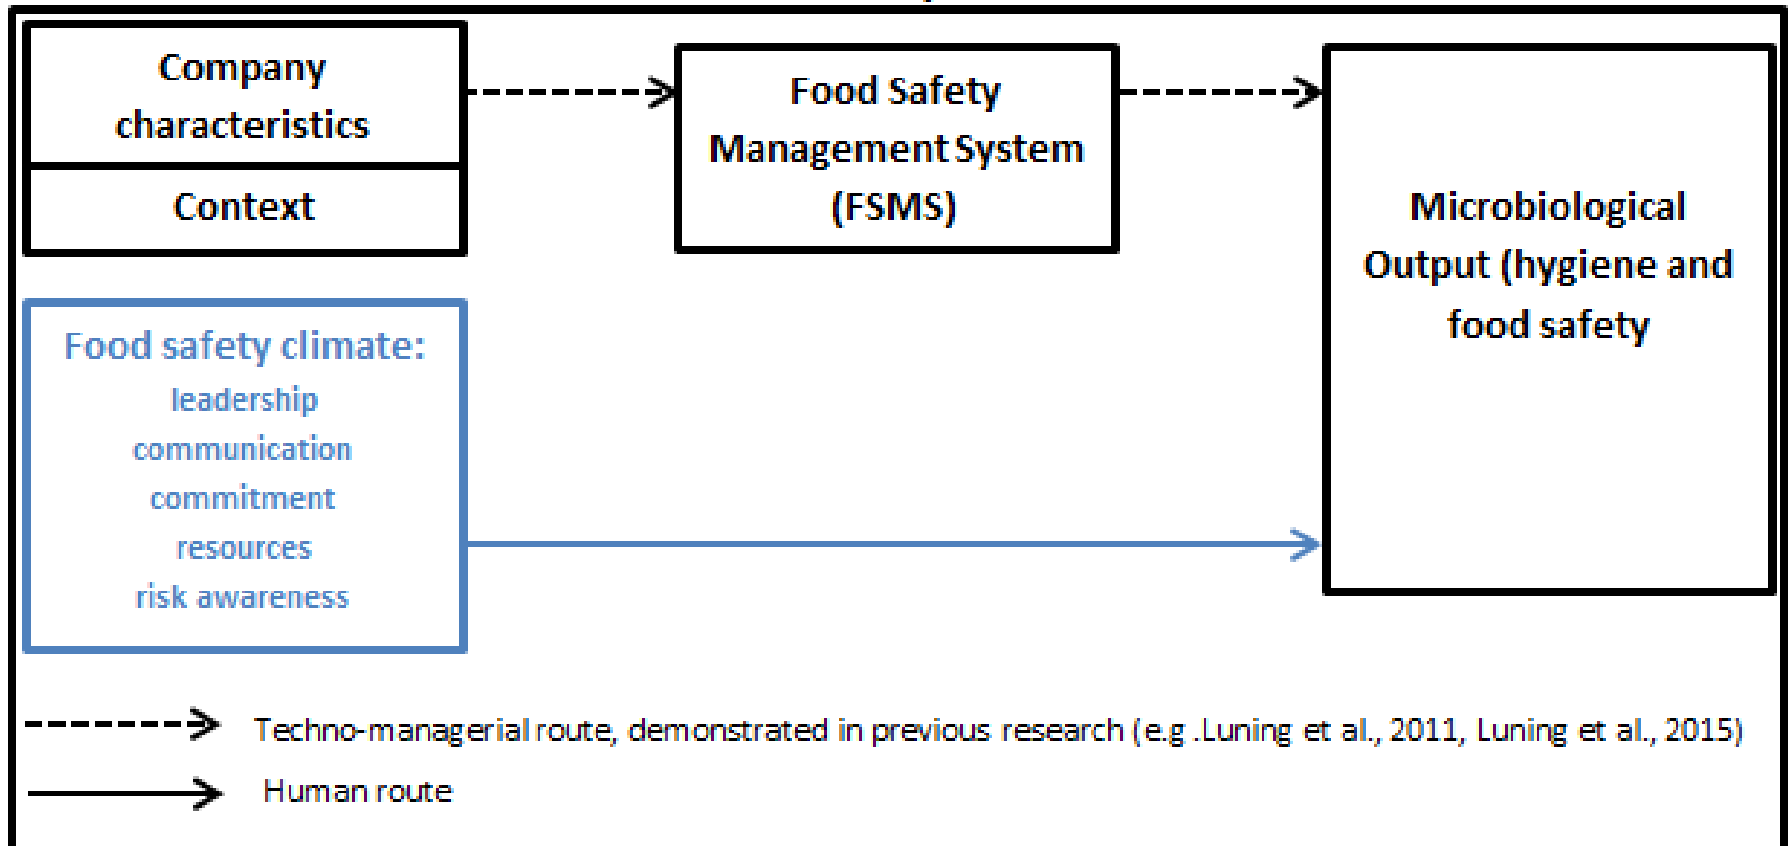 Company
characteristics
Context
Food Safety
Management System
(FSMS)
Microbiological
Output (hygiene and
food safety
Food safety climate:
leadership
communication
commitment
resources
risk awareness
Techno-managerial route, demonstrated in previous research (e.g .Luning et al., 2011, Luning et al., 2015)
Human route